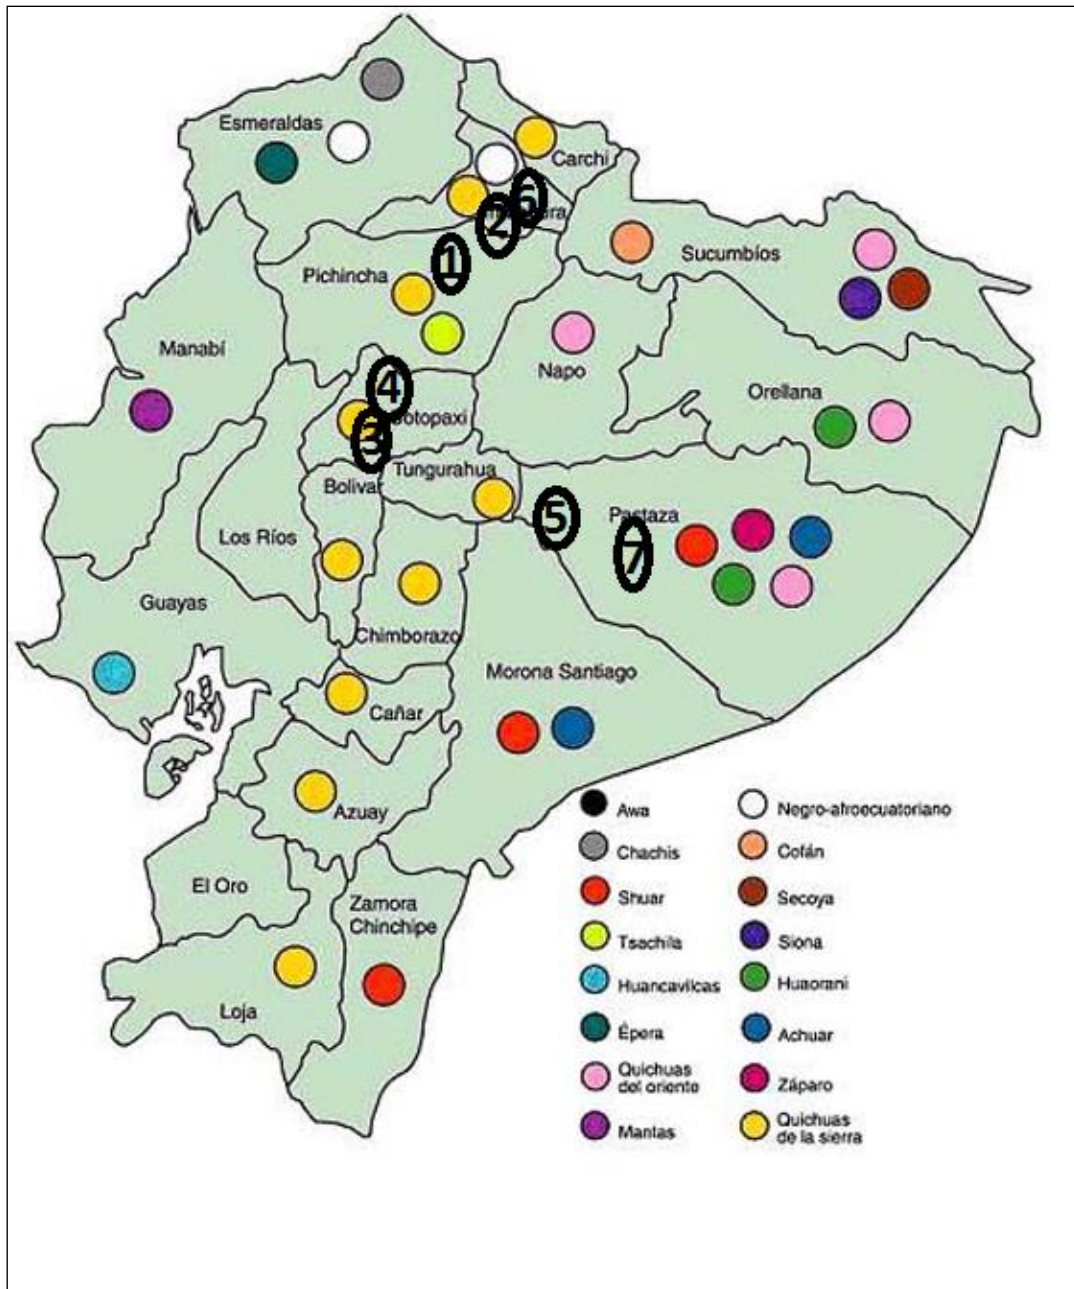 Esmeraldas
Carchi
6
2
Sucumbíos
1
Pichincha
Manabí
Napo
4
Orellana
Cotopaxi
3
Tungurahua
Bolivar
5
Pastaza
Los Ríos
7
Guayas
Chimborazo
Morona Santiago
Cañar
Azuay
El Oro
Zamora
Chinchipe
Loja
Awa
Chachis
Shuar
Tsachila
Huancavilcas
Épera
Quichuas
del oriente
Mantas
Negro-afroecuatoriano
Cofán
Secoya
Siona
Huaorani
Achuar
Záparo
Quichuas
de la sierra